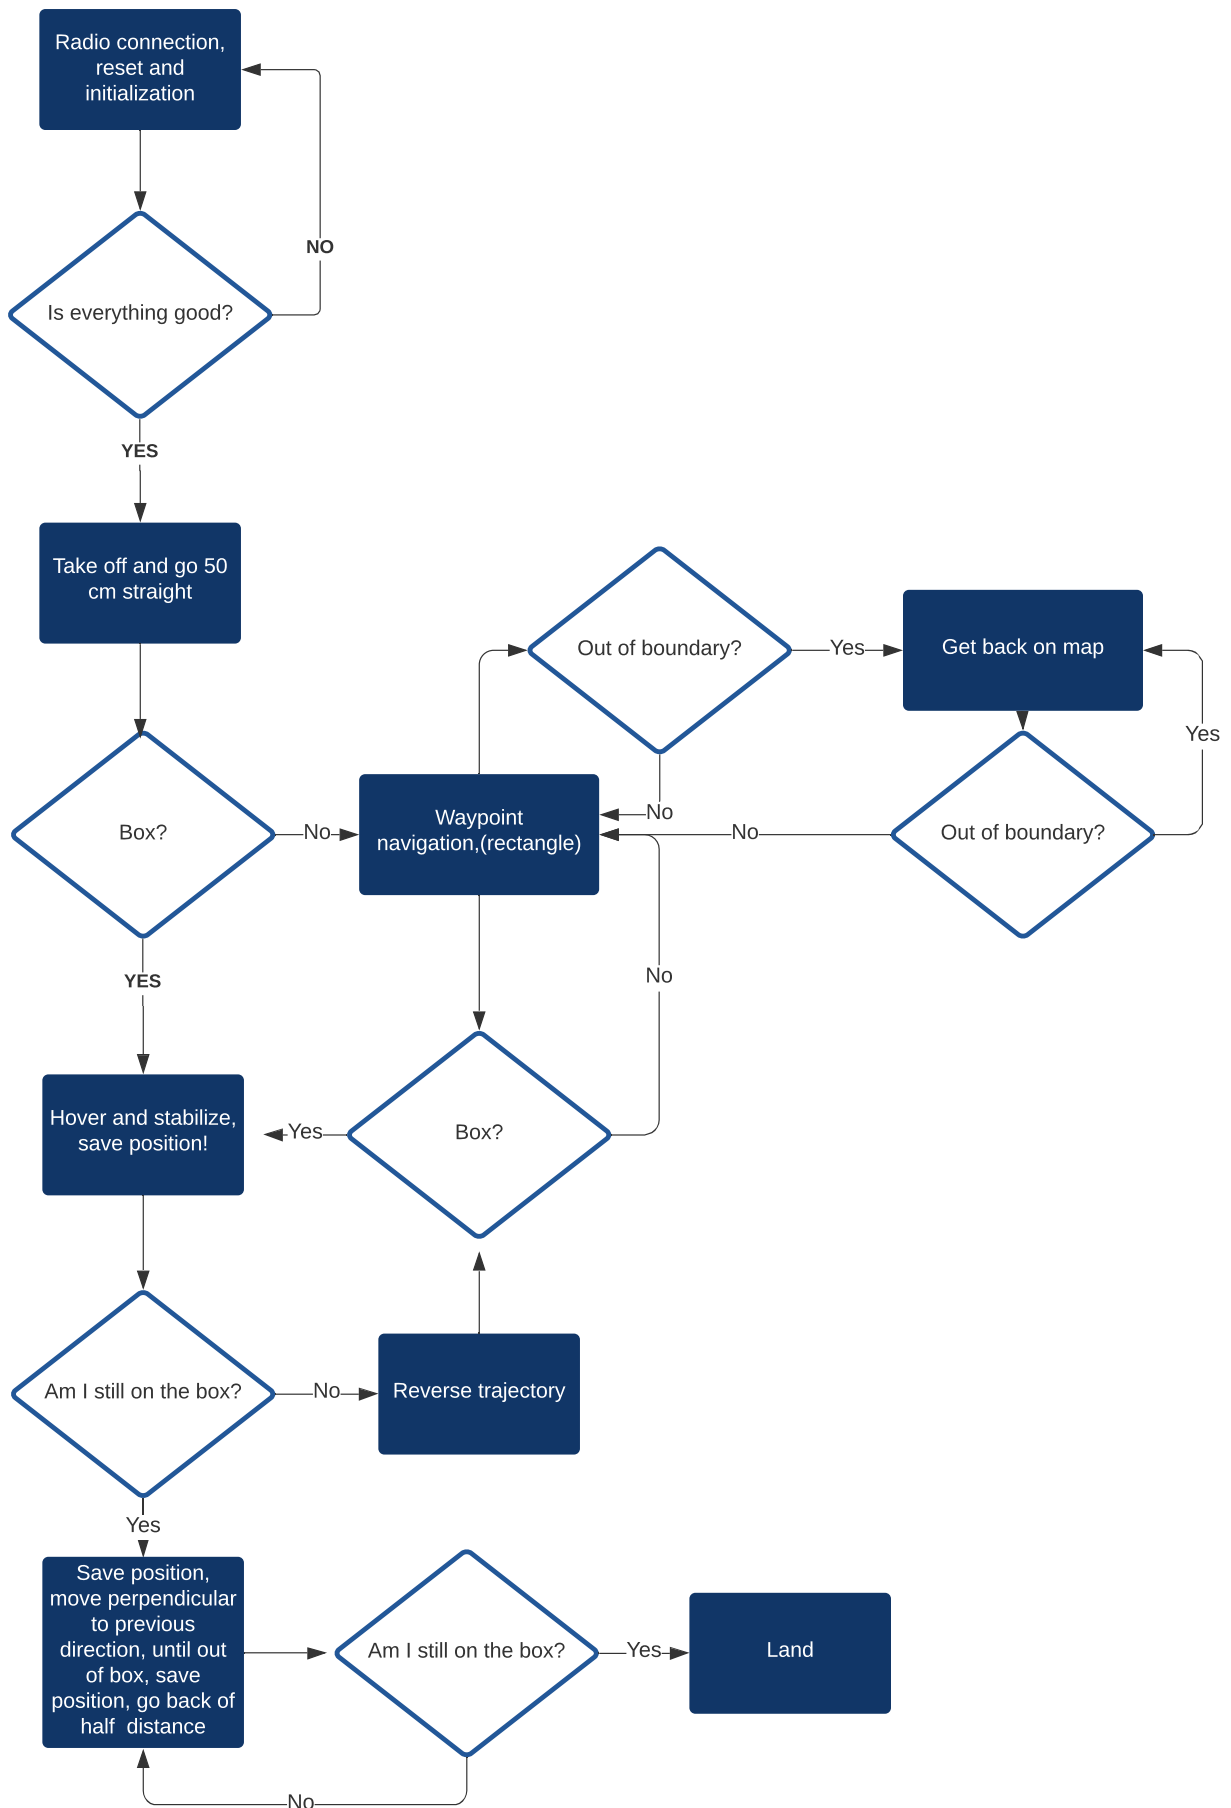 Radio connection,
reset and
initialization
NO
Is everything good?
YES
Take off and go 50
cm straight
Out of boundary?
Yes
Get back on map
Yes
Box?
No
Waypoint
navigation,(rectangle)
No
No
Out of boundary?
YES
No
Hover and stabilize,
save position!
Yes
Box?
Am I still on the box?
No
Reverse trajectory
Yes
Save position,
move perpendicular
to previous
direction, until out
of box, save
position, go back of
half  distance
Am I still on the box?
Yes
Land
No